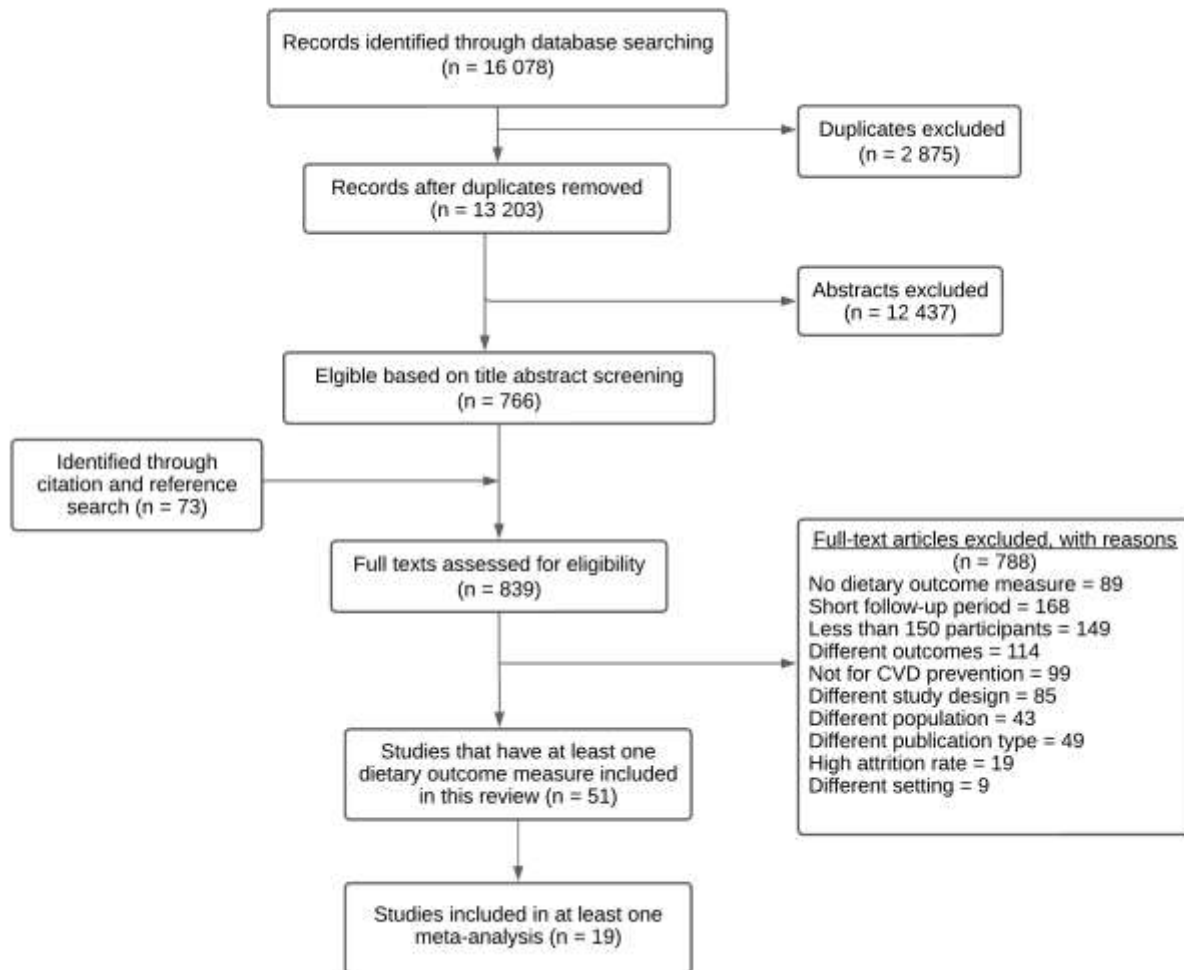 Records identified through database searching
(n = 16 078)
Duplicates excluded
(n = 2 875)
Records after duplicates removed
(n = 13 203)
Abstracts excluded
(n = 12 437)
Elgible based on title abstract screening
(n = 766)
Identified through
citation and reference
search (n = 73)
Full texts assessed for eligibility
(n = 839)
Full-text articles excluded, with reasons
(n = 788)
No dietary outcome measure = 89
Short follow-up period = 168
Less than 150 participants = 149
Different outcomes = 114
Not for CVD prevention = 99
Different study design = 85
Different population = 43
Different publication type = 49
High attrition rate = 19
Different setting = 9
Studies that have at least one
dietary outcome measure included
in this review (n = 51)
Studies included in at least one
meta-analysis (n = 19)